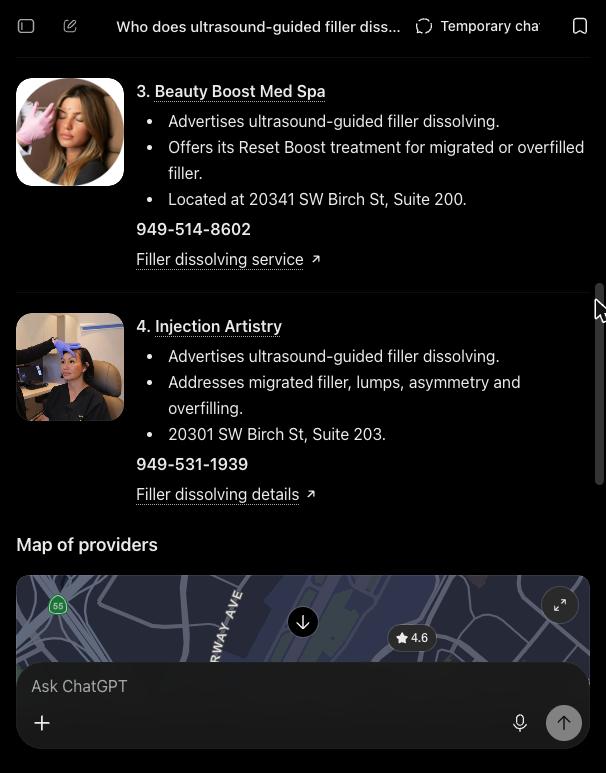 Who does ultrasound-guided filler diss...
Temporary cha
3. Beauty Boost Med Spa
• Advertises ultrasound-guided filler dissolving.
• Offers its Reset Boost treatment for migrated or overfilled
filler.
• Located at 20341 SW Birch St, Suite 200.
949-514-8602
Filler dissolving service ↗
4. Injection Artistry
• Advertises ultrasound-guided filler dissolving.
• Addresses migrated filler, lumps, asymmetry and
overfilling.
• 20301 SW Birch St, Suite 203.
949-531-1939
Filler dissolving details ↗
Map of providers
55
RWAY AVE
★ 4.6
Ask ChatGPT